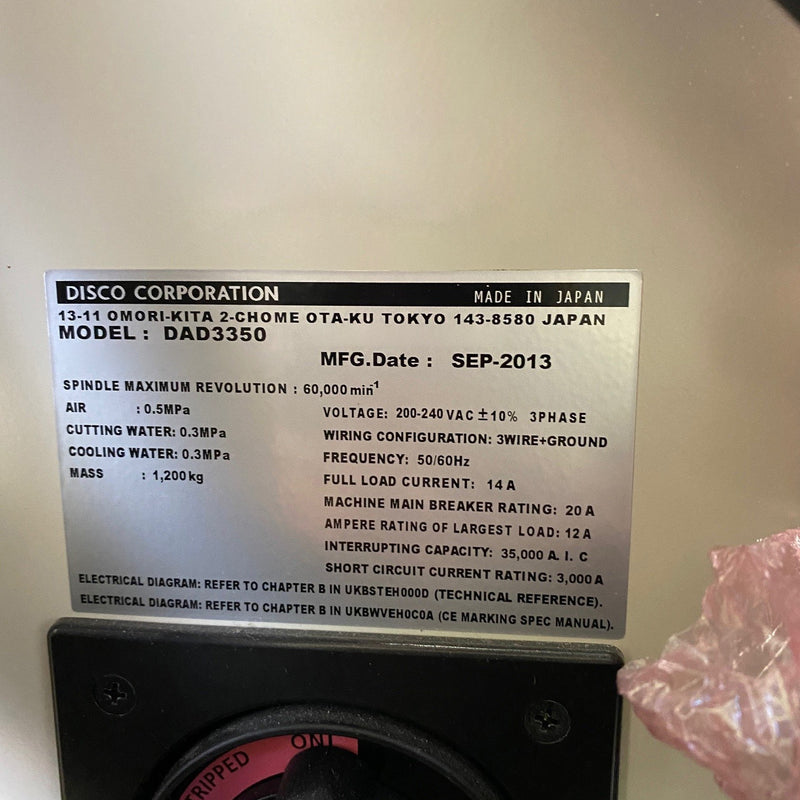 DISCO CORPORATION MADE IN JAPAN
13-11 OMORI-KITA 2-CHOME OTA-KU TOKYO 143-8580 JAPAN
MODEL : DAD3350
MFG.Date : SEP-2013
SPINDLE MAXIMUM REVOLUTION : 60,000 min⁻¹
AIR : 0.5MPa
CUTTING WATER: 0.3MPa
COOLING WATER: 0.3MPa
MASS : 1,200kg
VOLTAGE: 200-240 VAC ±10% 3PHASE
WIRING CONFIGURATION: 3WIRE+GROUND
FREQUENCY: 50/60Hz
FULL LOAD CURRENT: 14 A
MACHINE MAIN BREAKER RATING: 20 A
AMPERE RATING OF LARGEST LOAD: 12 A
INTERRUPTING CAPACITY: 35,000 A. I. C
SHORT CIRCUIT CURRENT RATING: 3,000 A
ELECTRICAL DIAGRAM: REFER TO CHAPTER B IN UKBSTEH000D (TECHNICAL REFERENCE).
ELECTRICAL DIAGRAM: REFER TO CHAPTER B IN UKBWVEH0C0A (CE MARKING SPEC MANUAL).
TRIPPED
ON